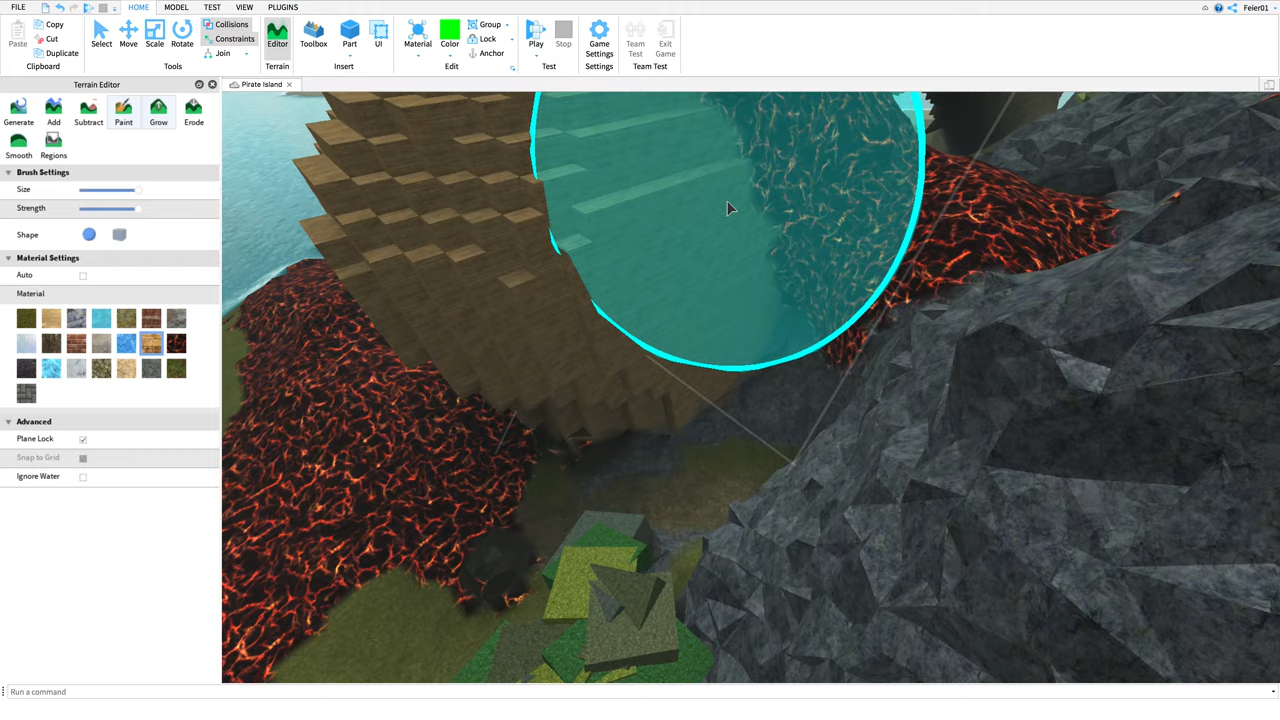 FILE HOME MODEL TEST VIEW PLUGINS Feier01
Paste Copy Cut Duplicate Select Move Scale Rotate Collisions Constraints Join Editor Toolbox Part UI Material Color Group Lock Anchor Play Stop Game Settings Team Test Exit Game
Clipboard Tools Terrain Insert Edit Test Settings Team Test
Terrain Editor
Pirate Island
Generate Add Subtract Paint Grow Erode
Smooth Regions
Brush Settings
Size
Strength
Shape
Material Settings
Auto
Material
Advanced
Plane Lock
Snap to Grid
Ignore Water
Run a command